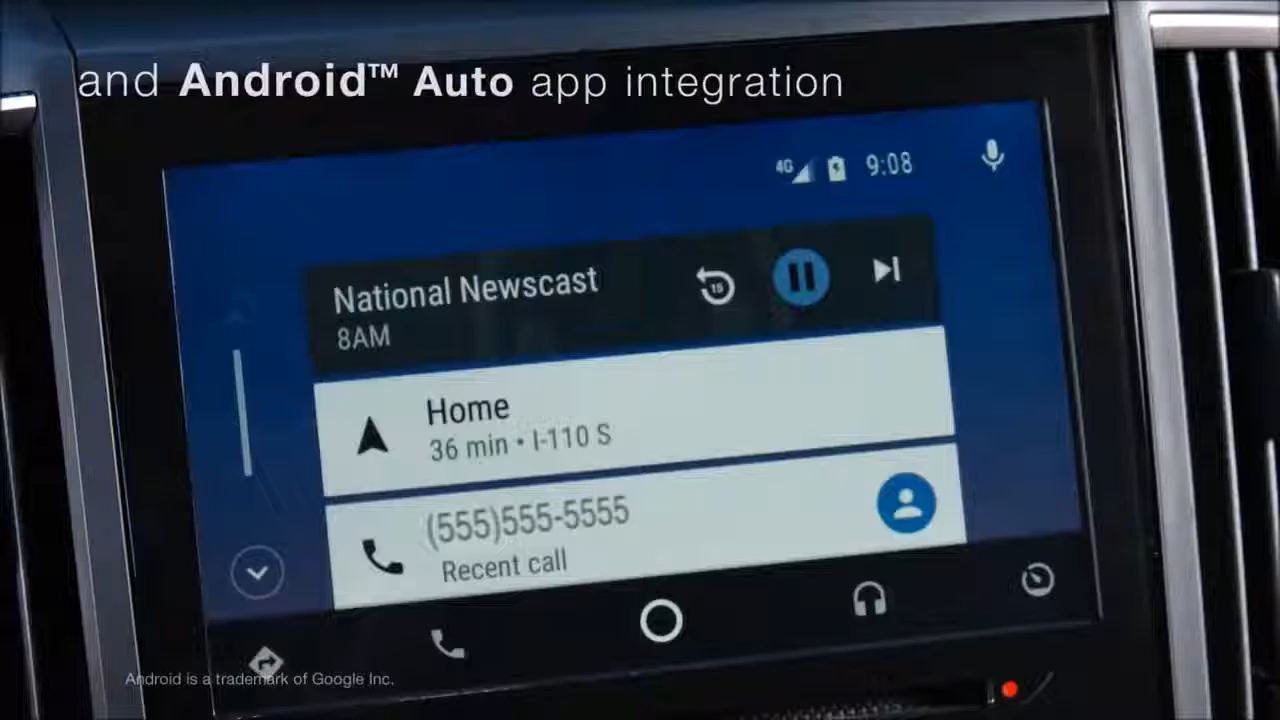 and Android™ Auto app integration
4G 9:08
National Newscast
15
8AM
Home
36 min • I-110 S
(555)555-5555
Recent call
Android is a trademark of Google Inc.